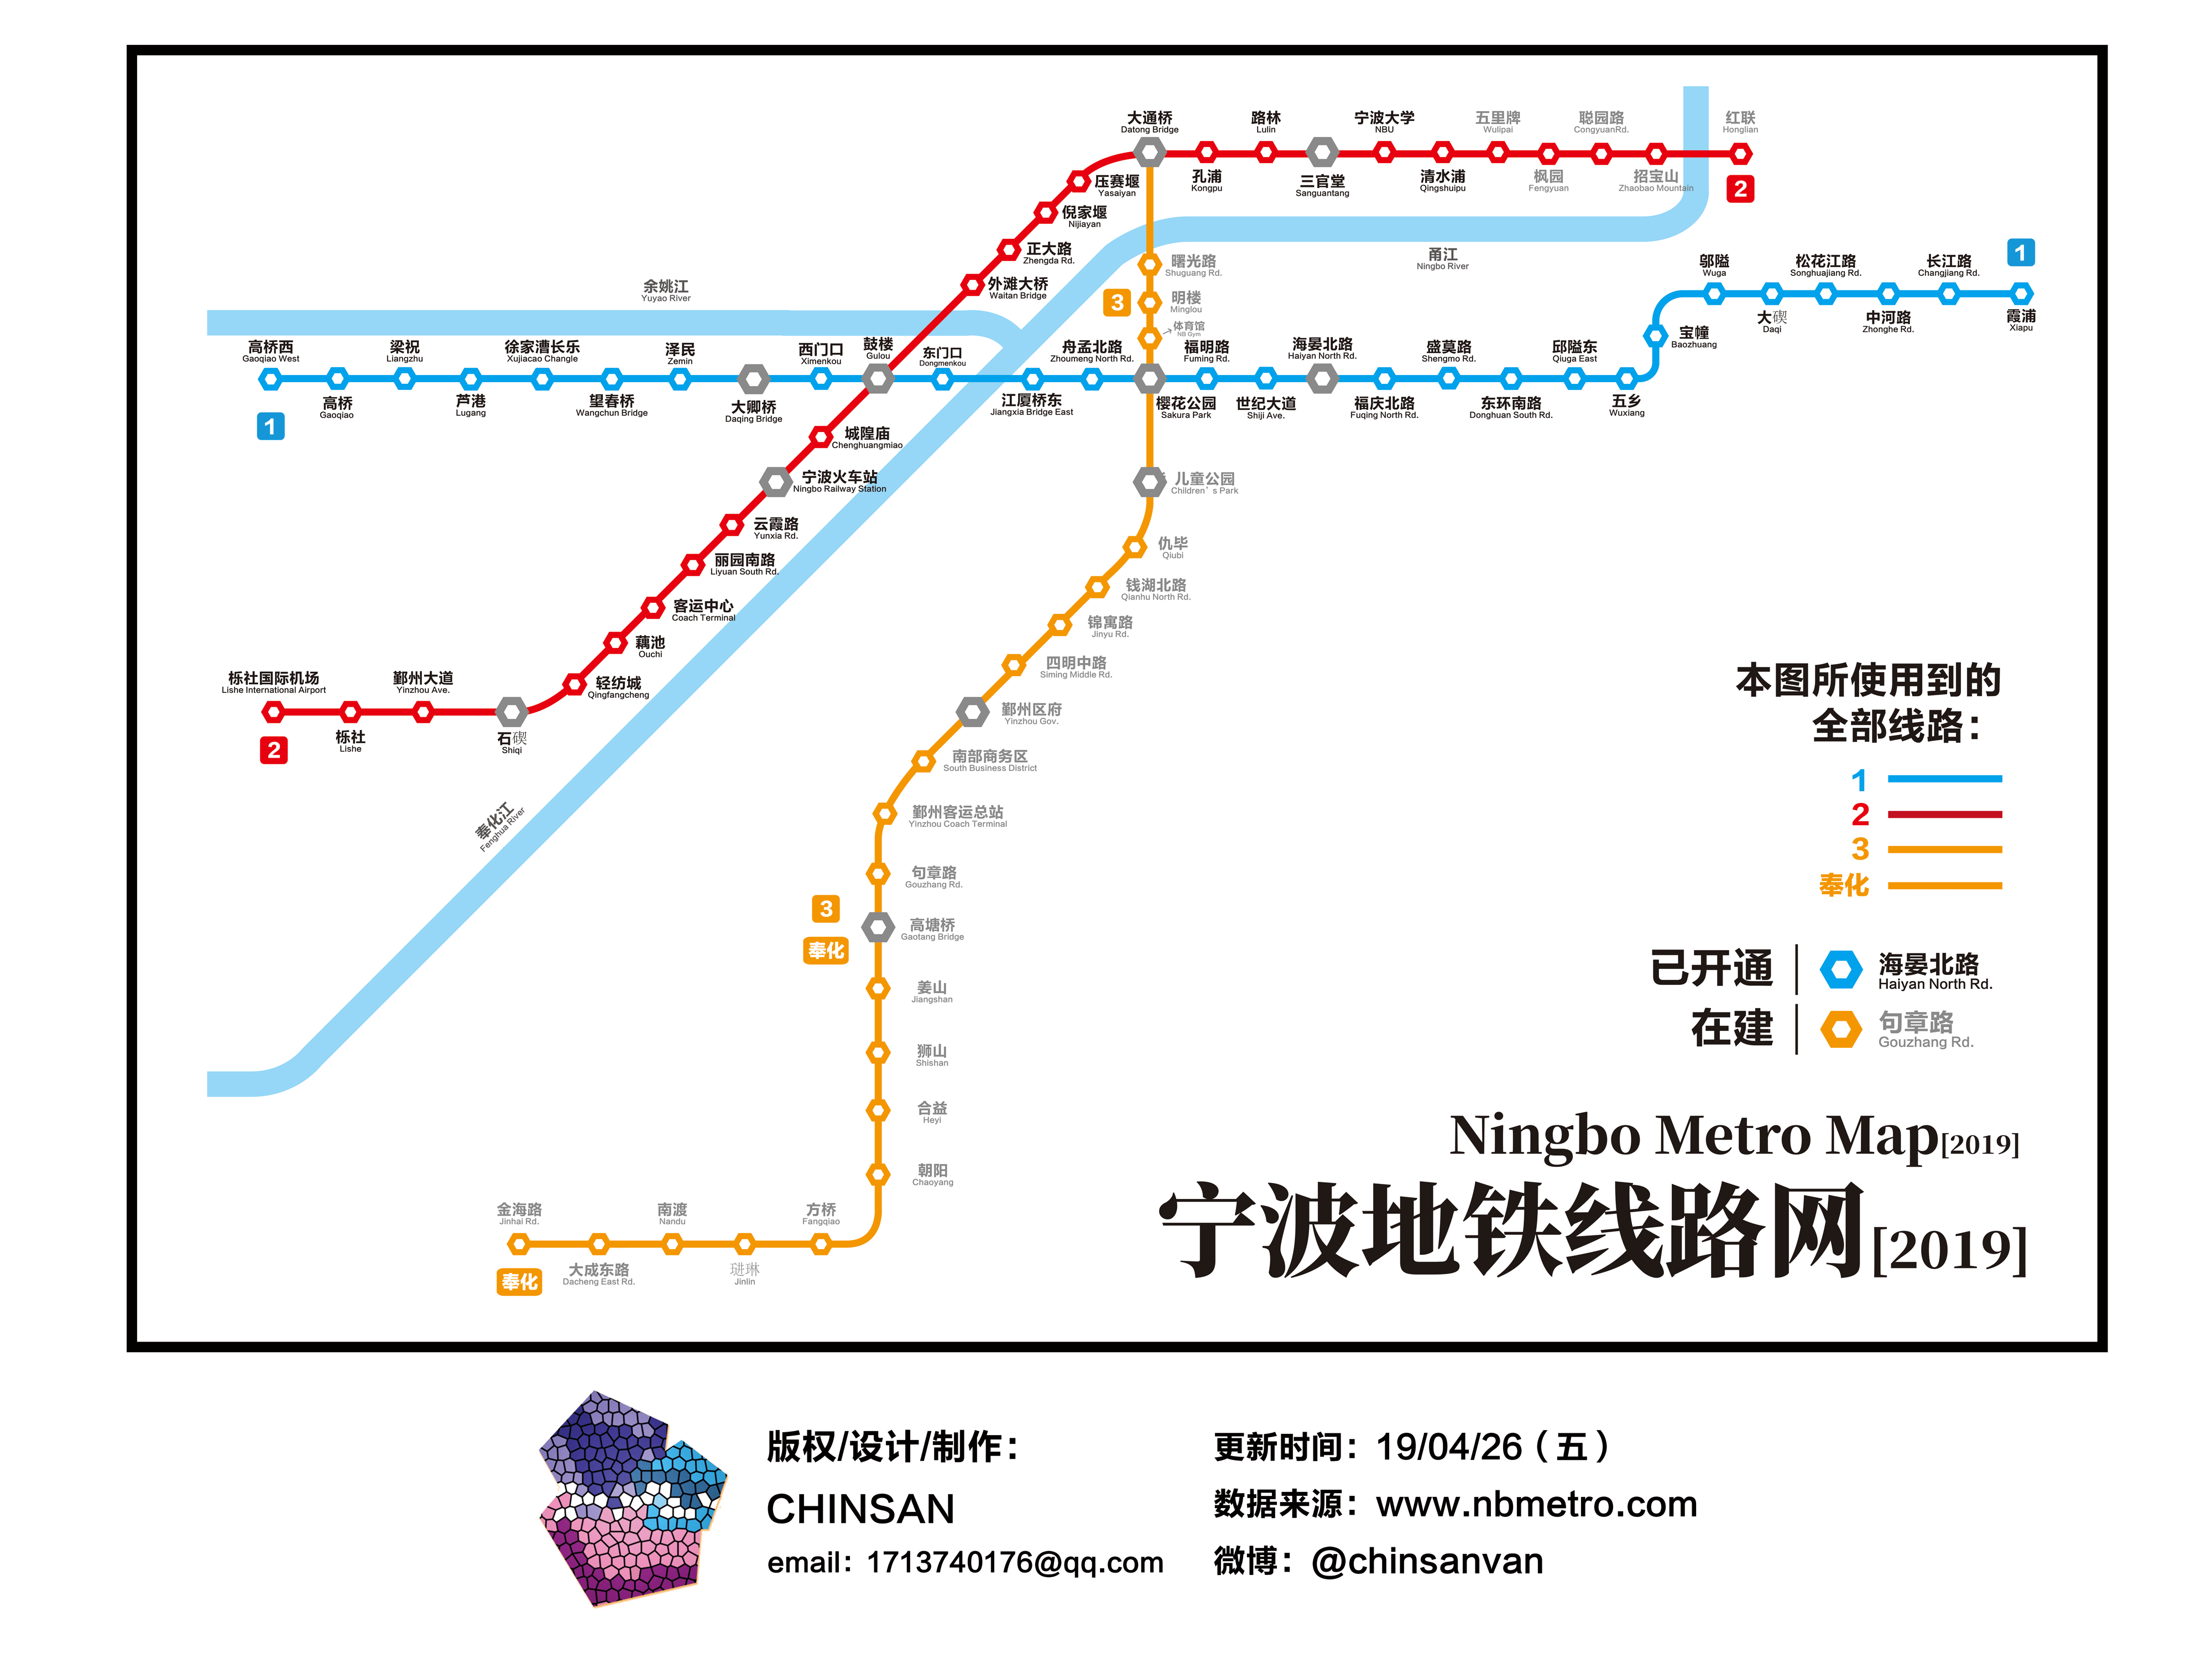 大通桥
Datong Bridge
路林
Lulin
宁波大学
NBU
五里牌
Wulipai
聪园路
CongyuanRd.
红联
Honglian
压赛堰
Yasaiyan
孔浦
Kongpu
三官堂
Sanguantang
清水浦
Qingshuipu
枫园
Fengyuan
招宝山
Zhaobao Mountain
2
倪家堰
Nijiayan
正大路
Zhengda Rd.
外滩大桥
Waitan Bridge
曙光路
Shuguang Rd.
3
明楼
Minglou
体育馆
NB Gym
甬江
Ningbo River
余姚江
Yuyao River
邬隘
Wuga
松花江路
Songhuajiang Rd.
长江路
Changjiang Rd.
1
大碶
Daqi
中河路
Zhonghe Rd.
霞浦
Xiapu
宝幢
Baozhuang
高桥西
Gaoqiao West
梁祝
Liangzhu
徐家漕长乐
Xujiacao Changle
泽民
Zemin
西门口
Ximenkou
鼓楼
Gulou
东门口
Dongmenkou
舟孟北路
Zhoumeng North Rd.
福明路
Fuming Rd.
海晏北路
Haiyan North Rd.
盛莫路
Shengmo Rd.
邱隘东
Qiuga East
高桥
Gaoqiao
芦港
Lugang
望春桥
Wangchun Bridge
大卿桥
Daqing Bridge
江厦桥东
Jiangxia Bridge East
樱花公园
Sakura Park
世纪大道
Shiji Ave.
福庆北路
Fuqing North Rd.
东环南路
Donghuan South Rd.
五乡
Wuxiang
1
城隍庙
Chenghuangmiao
宁波火车站
Ningbo Railway Station
云霞路
Yunxia Rd.
丽园南路
Liyuan South Rd.
客运中心
Coach Terminal
藕池
Ouchi
轻纺城
Qingfangcheng
栎社国际机场
Lishe International Airport
鄞州大道
Yinzhou Ave.
栎社
Lishe
石碶
Shiqi
2
儿童公园
Children's Park
仇毕
Qiubi
钱湖北路
Qianhu North Rd.
锦寓路
Jinyu Rd.
四明中路
Siming Middle Rd.
鄞州区府
Yinzhou Gov.
南部商务区
South Business District
鄞州客运总站
Yinzhou Coach Terminal
奉化江
Fenghua River
句章路
Gouzhang Rd.
3
奉化
高塘桥
Gaotang Bridge
姜山
Jiangshan
狮山
Shishan
合益
Heyi
朝阳
Chaoyang
金海路
Jinhai Rd.
南渡
Nandu
方桥
Fangqiao
奉化
大成东路
Dacheng East Rd.
琎琳
Jinlin
本图所使用到的
全部线路：
1
2
3
奉化
已开通
海晏北路
Haiyan North Rd.
在建
句章路
Gouzhang Rd.
Ningbo Metro Map[2019]
宁波地铁线路网[2019]
版权/设计/制作：
CHINSAN
email：1713740176@qq.com
更新时间：19/04/26（五）
数据来源：www.nbmetro.com
微博：@chinsanvan